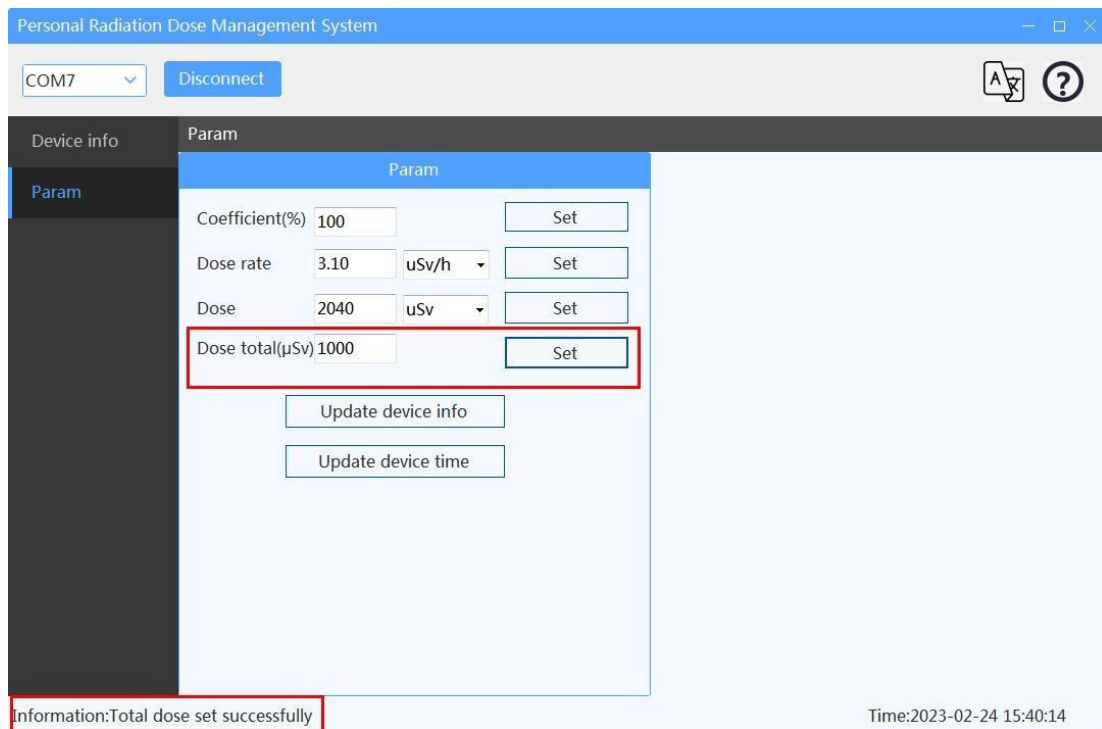 Personal Radiation Dose Management System
COM7 Disconnect
Device info
Param
Param
Param
Coefficient(%) 100 Set
Dose rate 3.10 uSv/h Set
Dose 2040 uSv Set
Dose total(μSv) 1000 Set
Update device info
Update device time
Information:Total dose set successfully
Time:2023-02-24 15:40:14